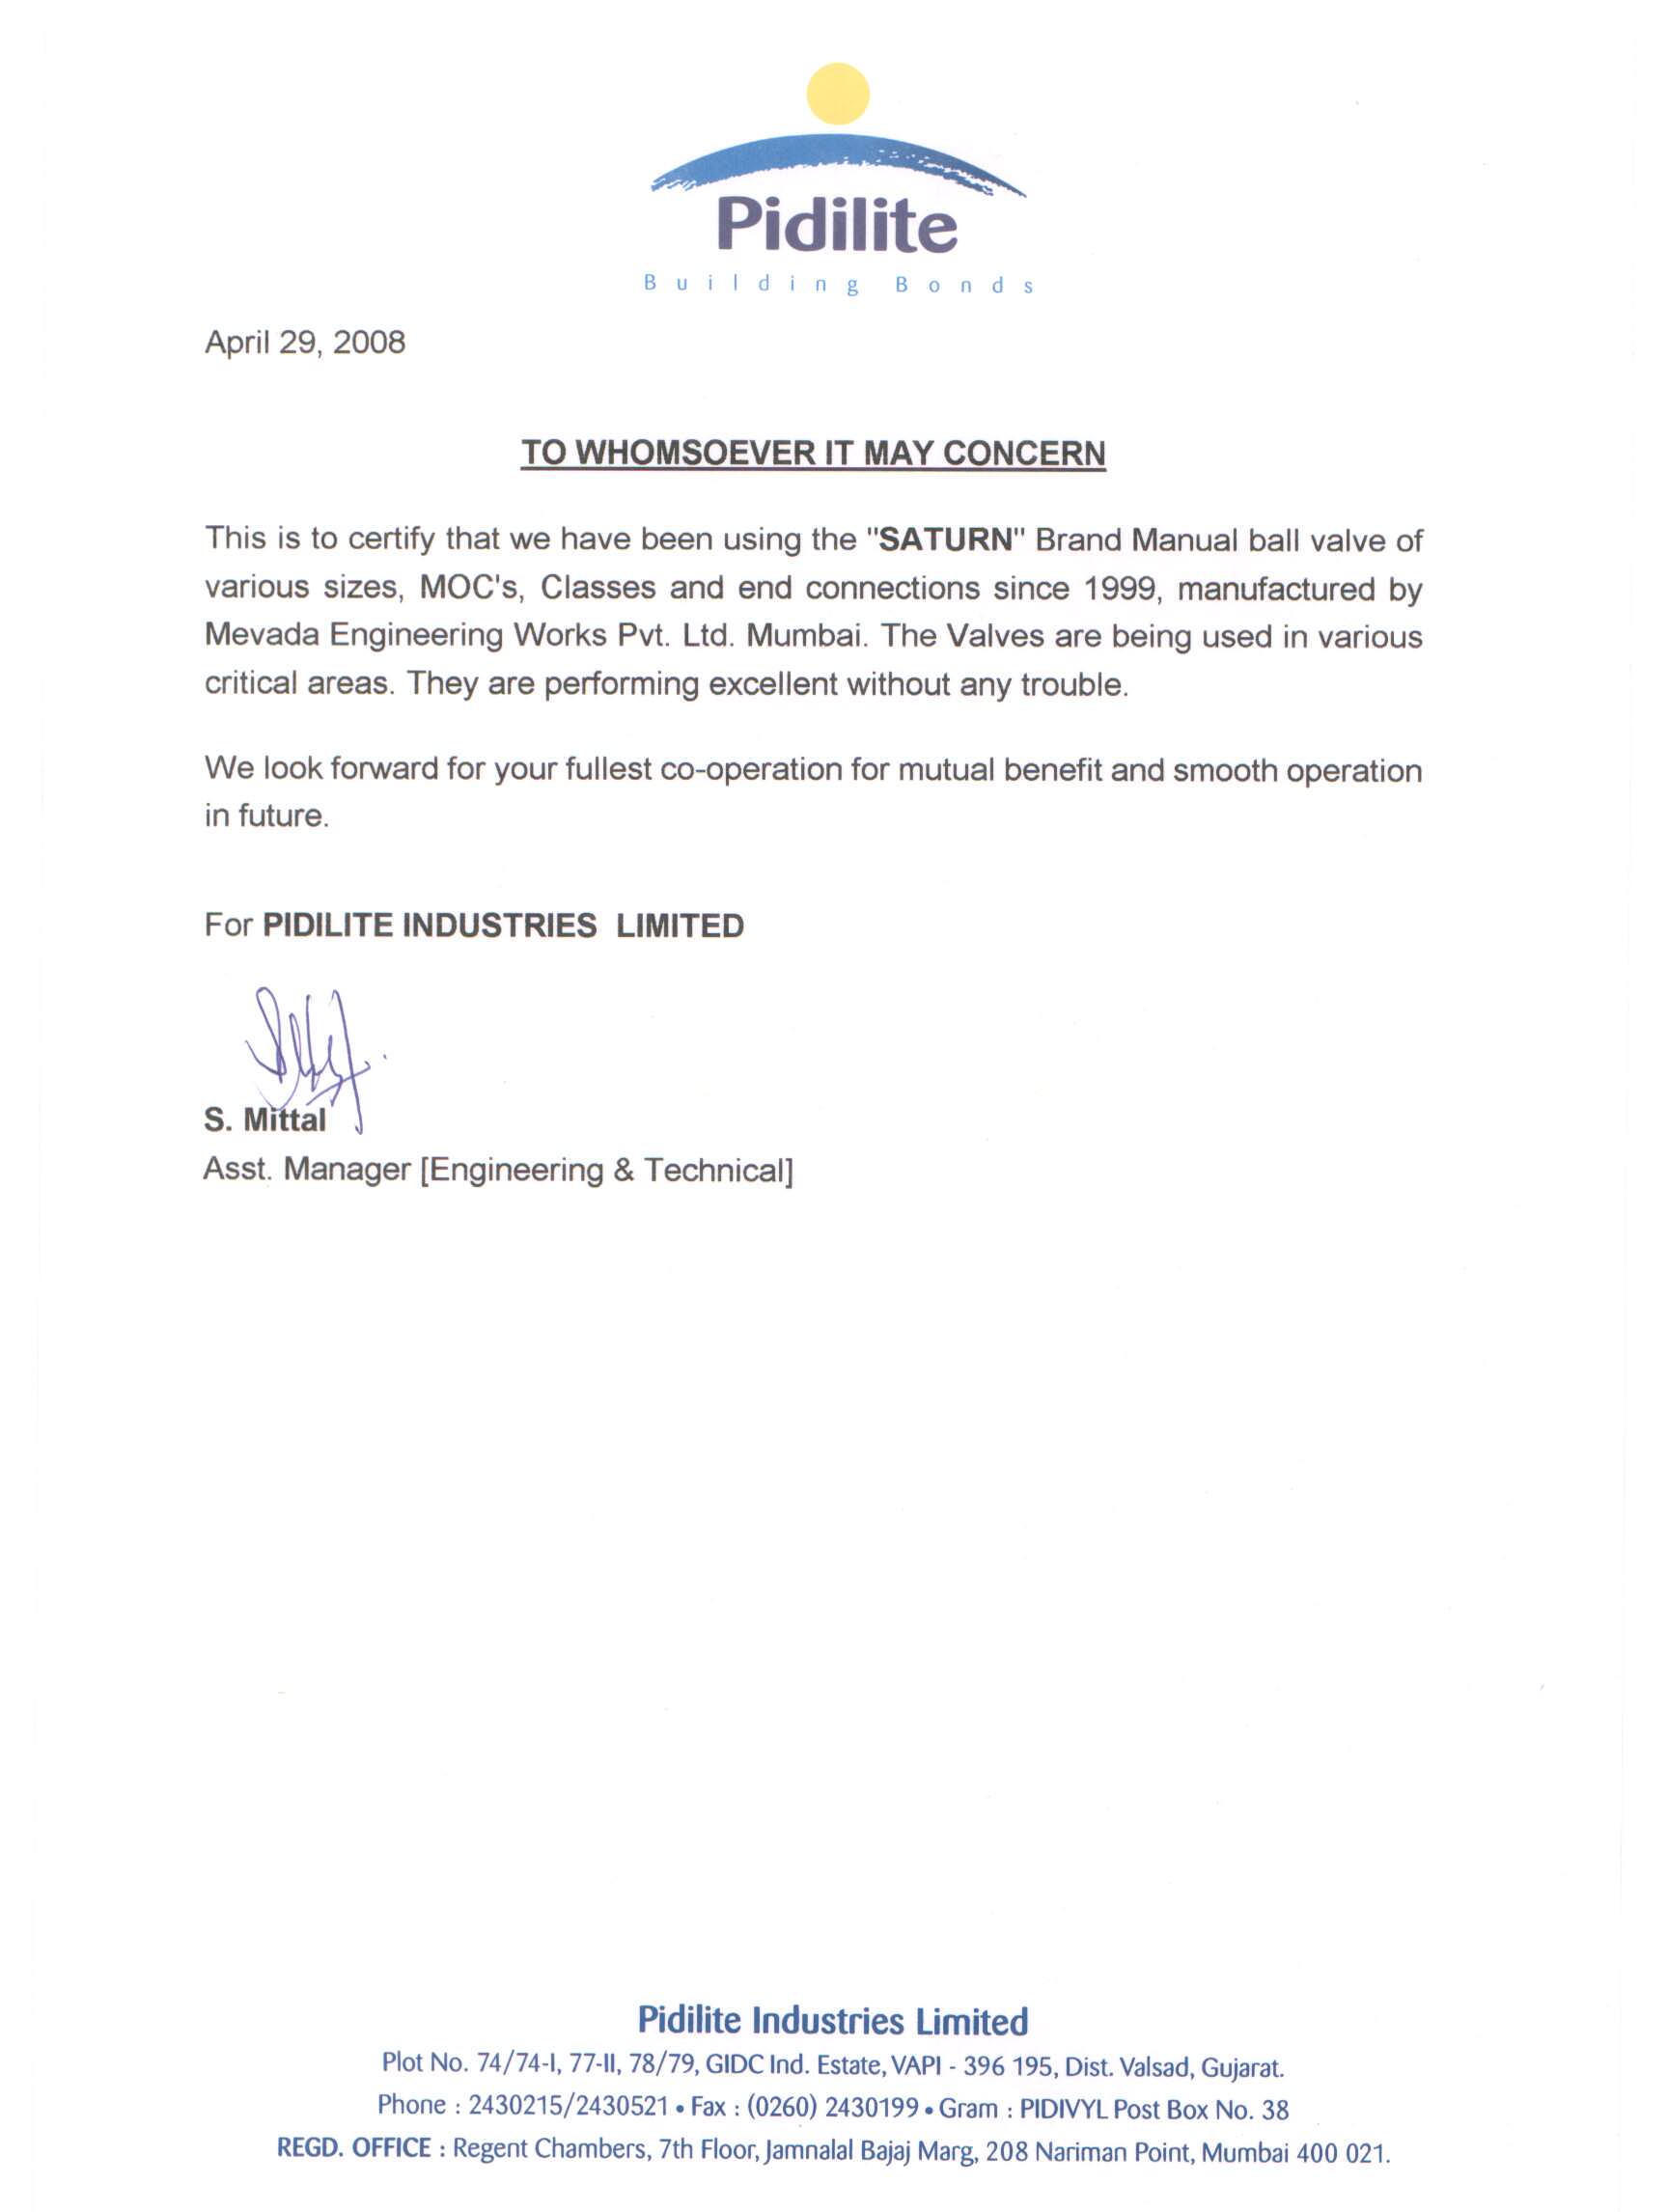 Pidilite
Building Bonds
April 29, 2008
TO WHOMSOEVER IT MAY CONCERN
This is to certify that we have been using the "SATURN" Brand Manual ball valve of
various sizes, MOC's, Classes and end connections since 1999, manufactured by
Mevada Engineering Works Pvt. Ltd. Mumbai. The Valves are being used in various
critical areas. They are performing excellent without any trouble.
We look forward for your fullest co-operation for mutual benefit and smooth operation
in future.
For PIDILITE INDUSTRIES LIMITED
S. Mittal
Asst. Manager [Engineering & Technical]
Pidilite Industries Limited
Plot No. 74/74-I, 77-II, 78/79, GIDC Ind. Estate, VAPI - 396 195, Dist. Valsad, Gujarat.
Phone : 2430215/2430521 • Fax : (0260) 2430199 • Gram : PIDIVYL Post Box No. 38
REGD. OFFICE : Regent Chambers, 7th Floor, Jamnalal Bajaj Marg, 208 Nariman Point, Mumbai 400 021.